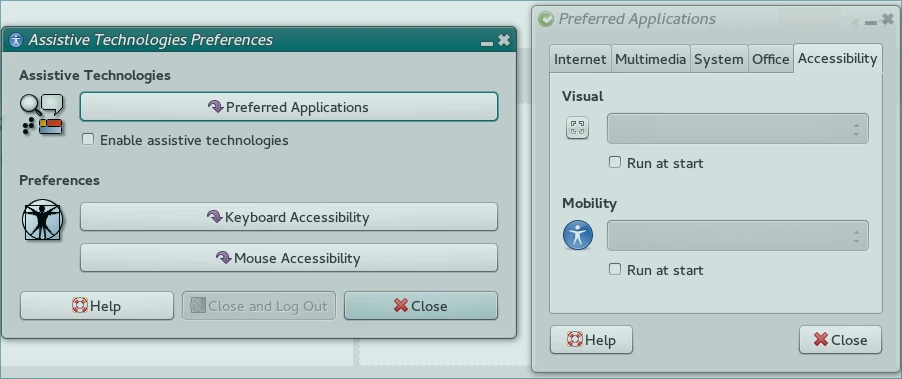 Assistive Technologies Preferences
Assistive Technologies
Preferred Applications
Enable assistive technologies
Preferences
Keyboard Accessibility
Mouse Accessibility
Help
Close and Log Out
Close
Preferred Applications
Internet
Multimedia
System
Office
Accessibility
Visual
Run at start
Mobility
Run at start
Help
Close